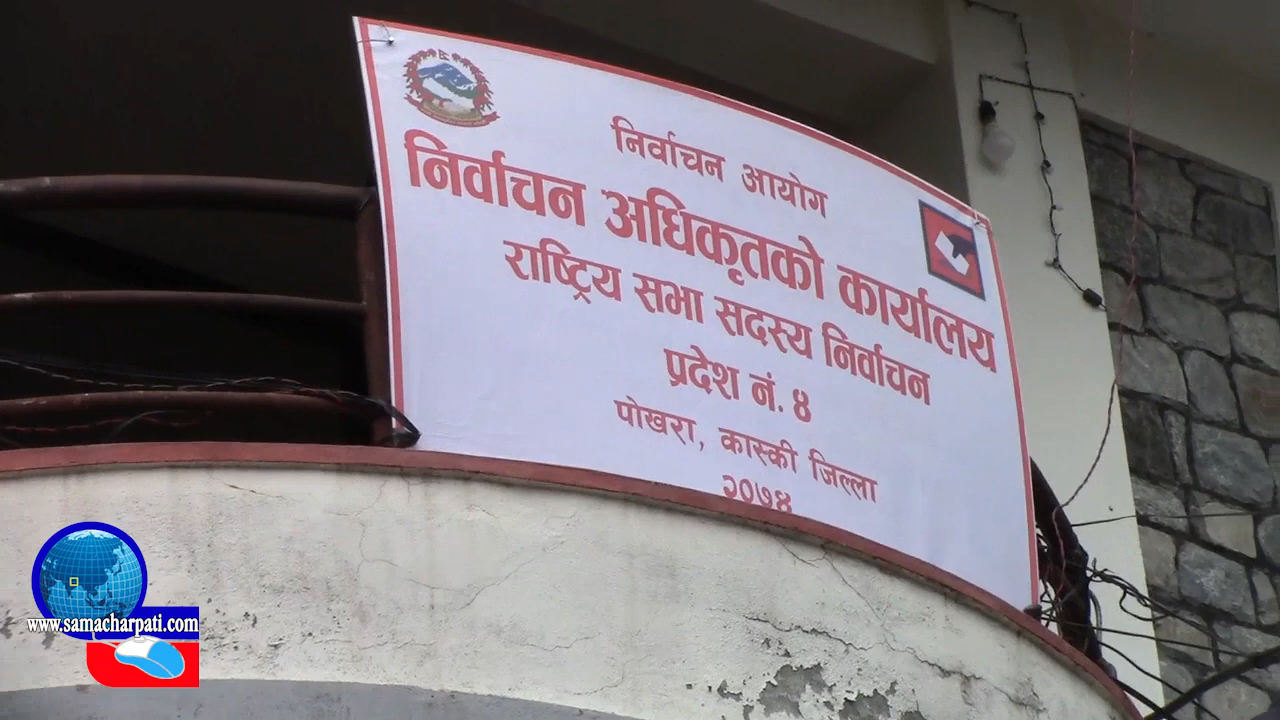 निर्वाचन आयोग
निर्वाचन अधिकृतको कार्यालय
राष्ट्रिय सभा सदस्य निर्वाचन
प्रदेश नं. ४
पोखरा, कास्की जिल्ला
२०७४
www.samacharpati.com